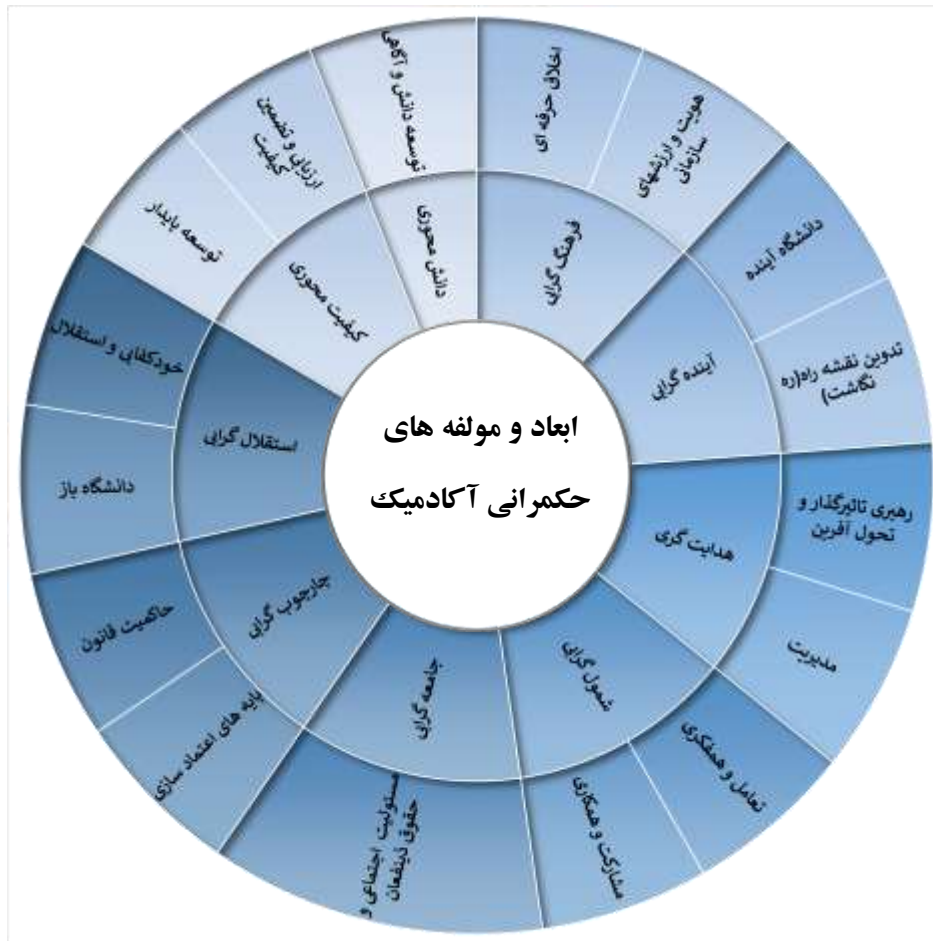 ابعاد و مولفه های
حکمرانی آکادمیک
فرهنگ گرایی
اخلاق حرفه ای
هویت و ارزشهای
سازمانی
آینده گرایی
دانشگاه آینده
تدوین نقشه راه(ره
نگاشت)
هدایت گری
رهبری تاثیرگذار و
تحول آفرین
مدیریت
شمول گرایی
تعامل و همفکری
مشارکت و همکاری
جامعه گرایی
مسئولیت اجتماعی و
حقوق ذینفعان
چارچوب گرایی
پایه های اعتماد سازی
حاکمیت قانون
استقلال گرایی
دانشگاه باز
خودکفایی و استقلال
کیفیت محوری
توسعه پایدار
ارزیابی و تضمین
کیفیت
دانش محوری
توسعه دانش و آگاهی